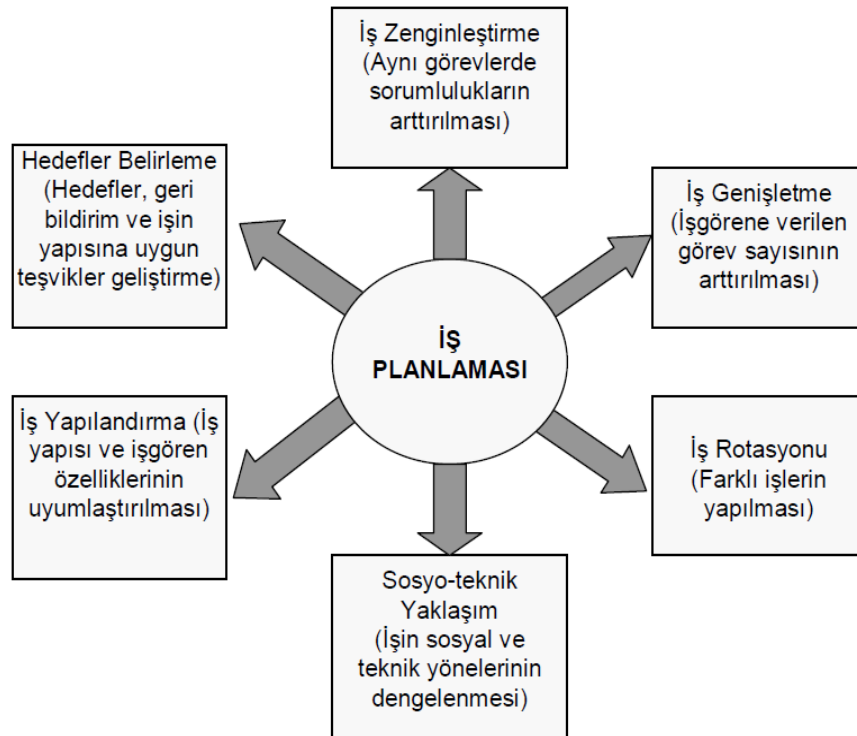 İş Zenginleştirme
(Aynı görevlerde
sorumlulukların
arttırılması)
Hedefler Belirleme
(Hedefler, geri
bildirim ve işin
yapısına uygun
teşvikler geliştirme)
İş Genişletme
(İşgörene verilen
görev sayısının
arttırılması)
İŞ
PLANLAMASI
İş Yapılandırma (İş
yapısı ve işgören
özelliklerinin
uyumlaştırılması)
İş Rotasyonu
(Farklı işlerin
yapılması)
Sosyo-teknik
Yaklaşım
(İşin sosyal ve
teknik yönelerinin
dengelenmesi)